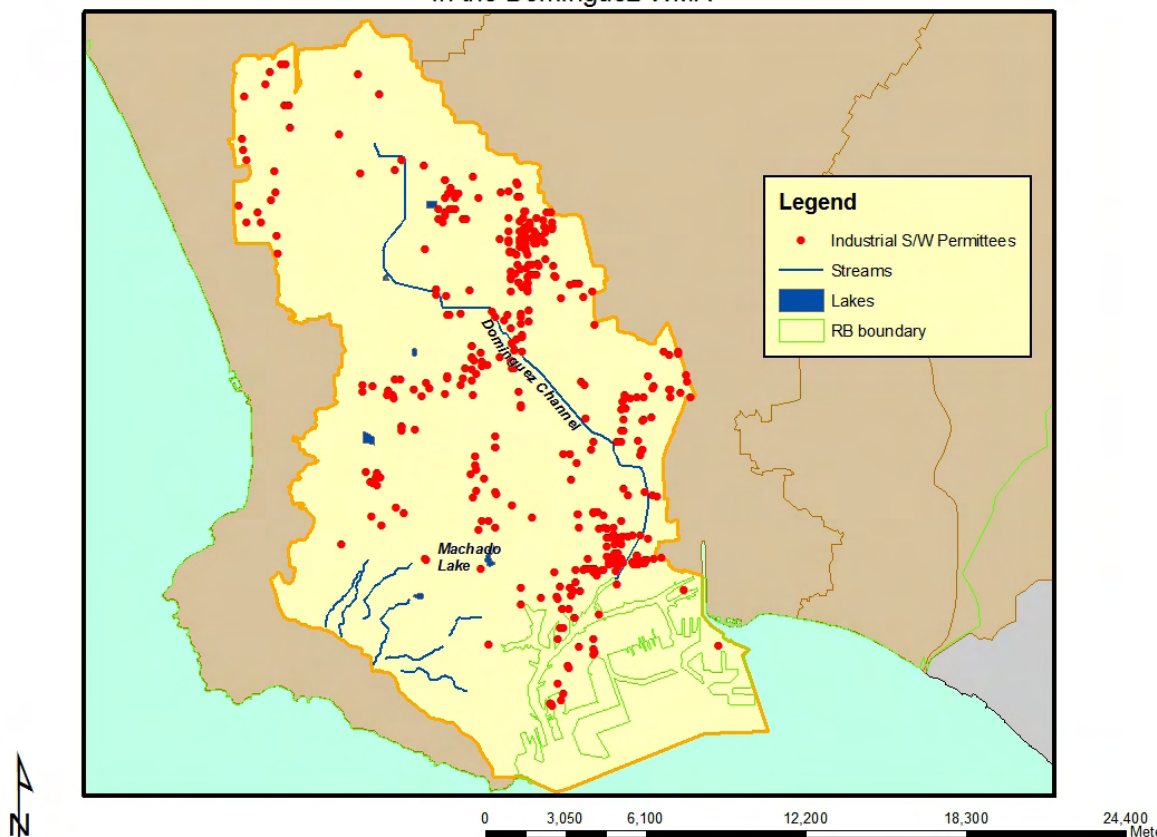 Legend
Industrial S/W Permittees
Streams
Lakes
RB boundary
Dominguez Channel
Machado
Lake
N
0 3,050 6,100 12,200 18,300 24,400